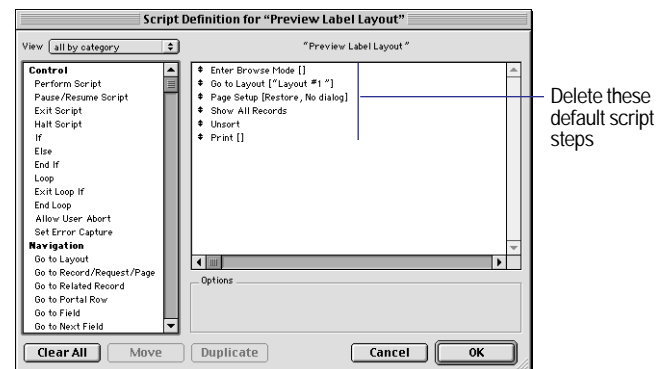 Script Definition for “Preview Label Layout”
View all by category
"Preview Label Layout"
Control
Perform Script
Pause/Resume Script
Exit Script
Halt Script
If
Else
End If
Loop
Exit Loop If
End Loop
Allow User Abort
Set Error Capture
Navigation
Go to Layout
Go to Record/Request/Page
Go to Related Record
Go to Portal Row
Go to Field
Go to Next Field
Enter Browse Mode []
Go to Layout ["Layout #1"]
Page Setup [Restore, No dialog]
Show All Records
Unsort
Print []
Delete these
default script
steps
Options
Clear All
Move
Duplicate
Cancel
OK